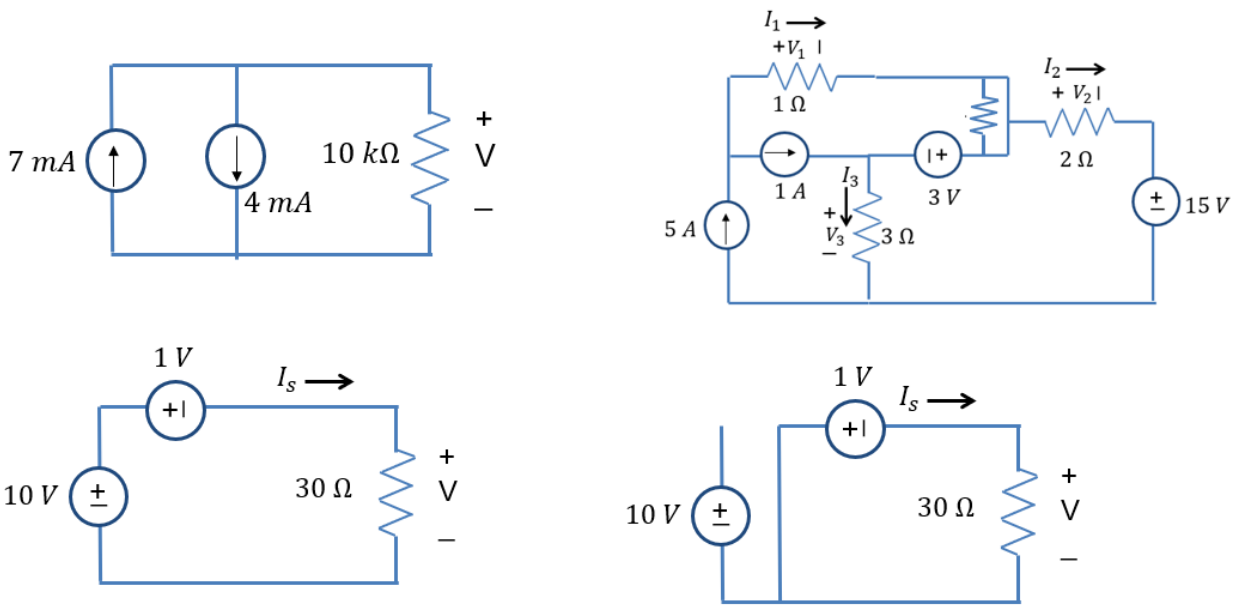 7 mA
4 mA
10 kΩ
+
V
−
I₁
+V₁ |
1 Ω
I₂
+ V₂ |
2 Ω
1 A
I₃
| +
3 V
+
V₃
−
3 Ω
5 A
+
−
15 V
1 V
+ |
Iₛ
10 V
+
−
30 Ω
+
V
−
1 V
+ |
Iₛ
10 V
+
−
30 Ω
+
V
−